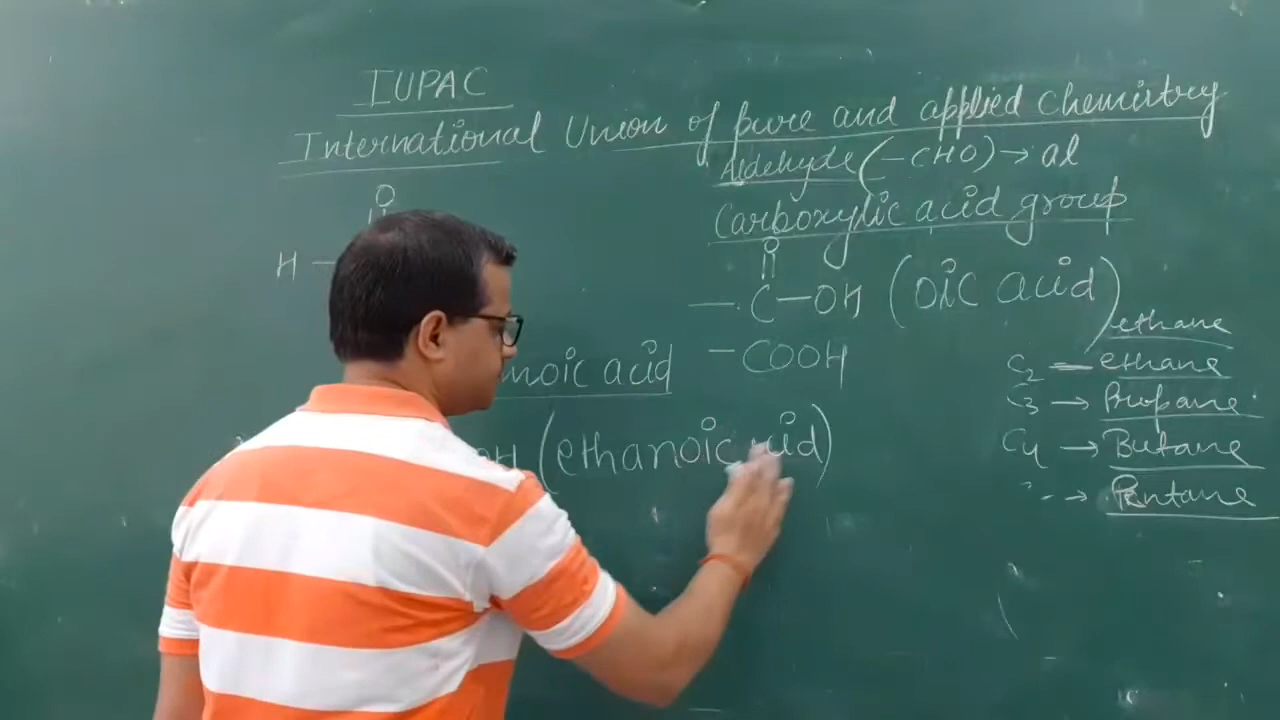 IUPAC
International Union of pure and applied Chemistry
Aldehyde (-CHO) → al
Carboxylic acid group
O
H –
O
– C – OH (oic acid)
– COOH
noic acid
OH (ethanoic acid)
ethane
C2 — ethane
C3 → Propane
C4 → Butane
→ Pentane